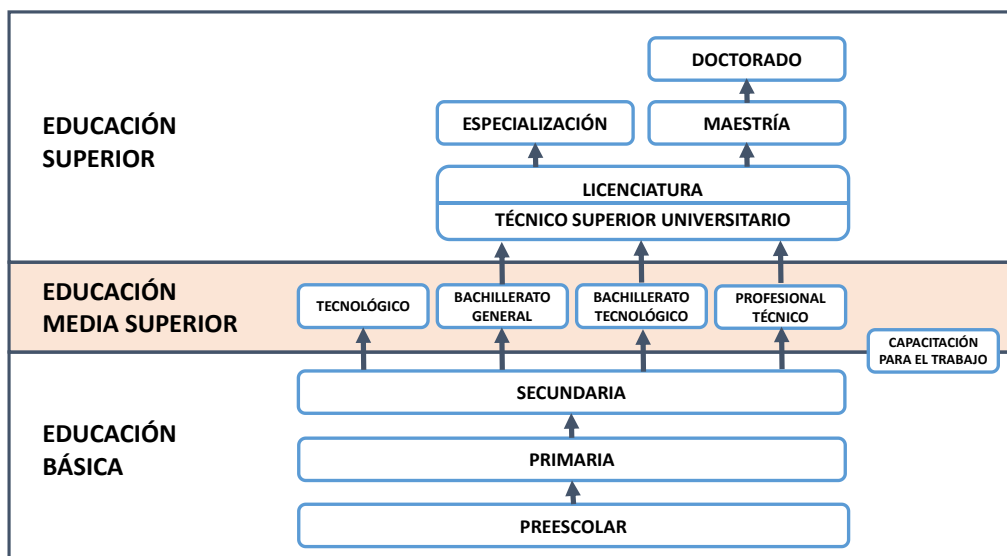 DOCTORADO
EDUCACIÓN
SUPERIOR
ESPECIALIZACIÓN
MAESTRÍA
LICENCIATURA
TÉCNICO SUPERIOR UNIVERSITARIO
EDUCACIÓN
MEDIA SUPERIOR
TECNOLÓGICO
BACHILLERATO
GENERAL
BACHILLERATO
TECNOLÓGICO
PROFESIONAL
TÉCNICO
CAPACITACIÓN
PARA EL TRABAJO
EDUCACIÓN
BÁSICA
SECUNDARIA
PRIMARIA
PREESCOLAR